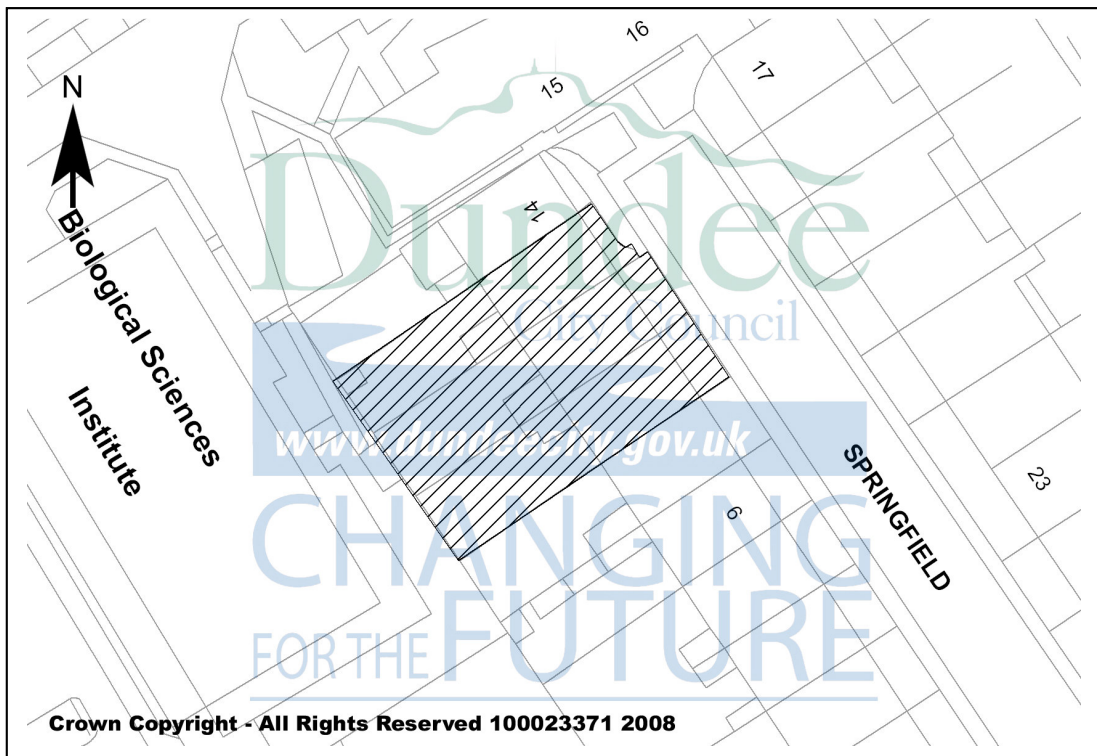 16
17
15
N
14
Dundee
City Council
Biological Sciences
Institute
www.dundeecity.gov.uk
SPRINGFIELD
23
6
CHANGING
FOR THE FUTURE
Crown Copyright - All Rights Reserved 100023371 2008